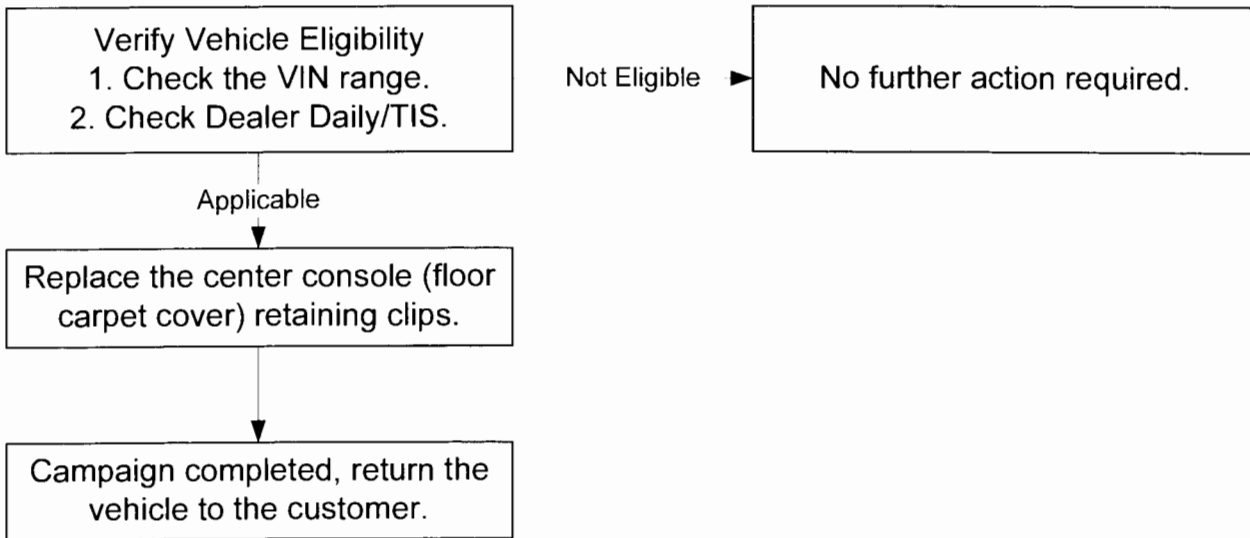 Verify Vehicle Eligibility
1. Check the VIN range.
2. Check Dealer Daily/TIS.
Not Eligible
No further action required.
Applicable
Replace the center console (floor
carpet cover) retaining clips.
Campaign completed, return the
vehicle to the customer.